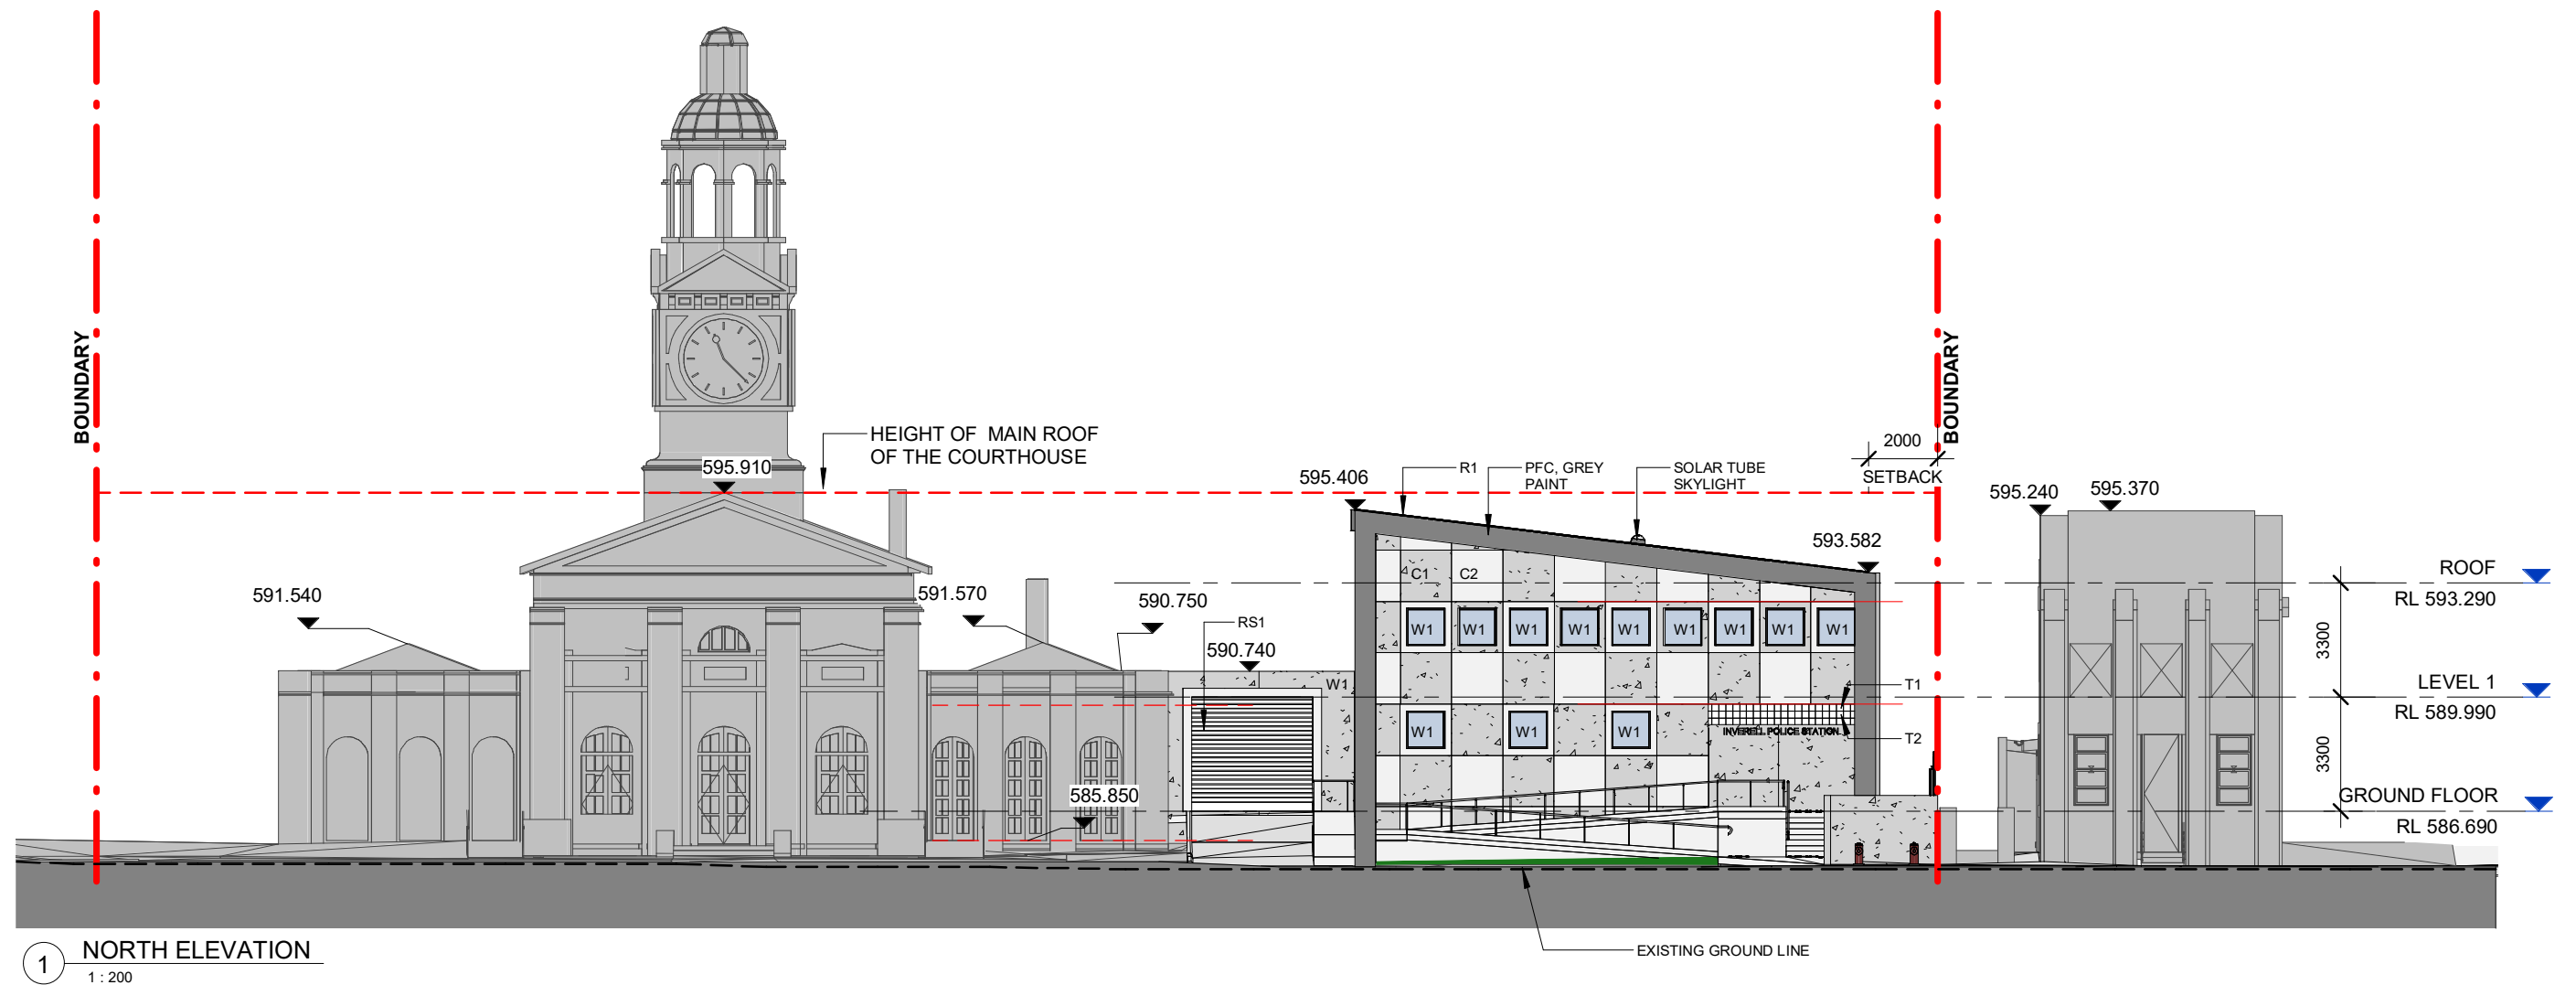 BOUNDARY
BOUNDARY
HEIGHT OF MAIN ROOF
OF THE COURTHOUSE
595.910
595.406
R1
PFC, GREY
PAINT
SOLAR TUBE
SKYLIGHT
2000
SETBACK
595.240
595.370
593.582
ROOF
RL 593.290
C1
C2
591.540
591.570
590.750
RS1
590.740
W1
W1
W1
W1
W1
W1
W1
W1
W1
3300
W1
T1
LEVEL 1
RL 589.990
W1
W1
W1
INVERELL POLICE STATION
T2
3300
585.850
GROUND FLOOR
RL 586.690
1
NORTH ELEVATION
1 : 200
EXISTING GROUND LINE